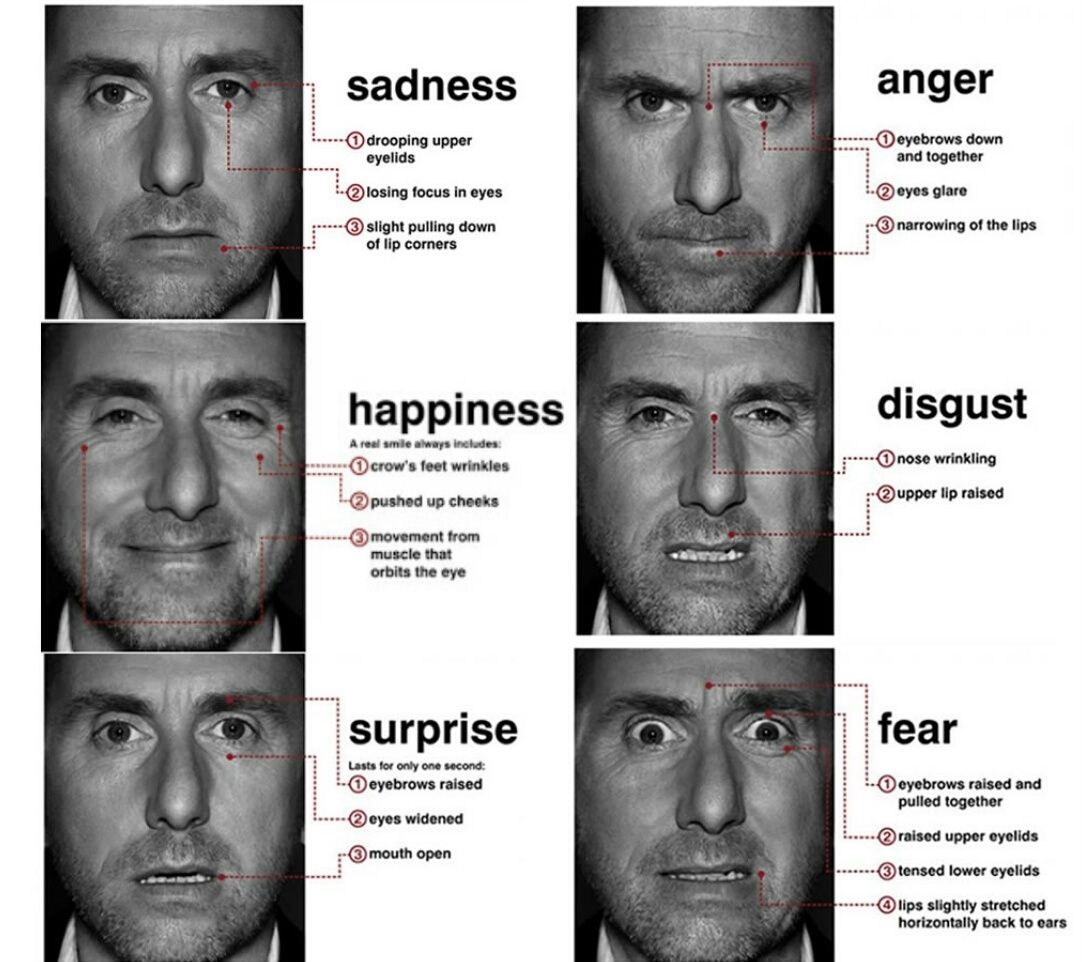 sadness
1 drooping upper
eyelids
2 losing focus in eyes
3 slight pulling down
of lip corners
anger
1 eyebrows down
and together
2 eyes glare
3 narrowing of the lips
happiness
A real smile always includes:
1 crow's feet wrinkles
2 pushed up cheeks
3 movement from
muscle that
orbits the eye
disgust
1 nose wrinkling
2 upper lip raised
surprise
Lasts for only one second:
1 eyebrows raised
2 eyes widened
3 mouth open
fear
1 eyebrows raised and
pulled together
2 raised upper eyelids
3 tensed lower eyelids
4 lips slightly stretched
horizontally back to ears